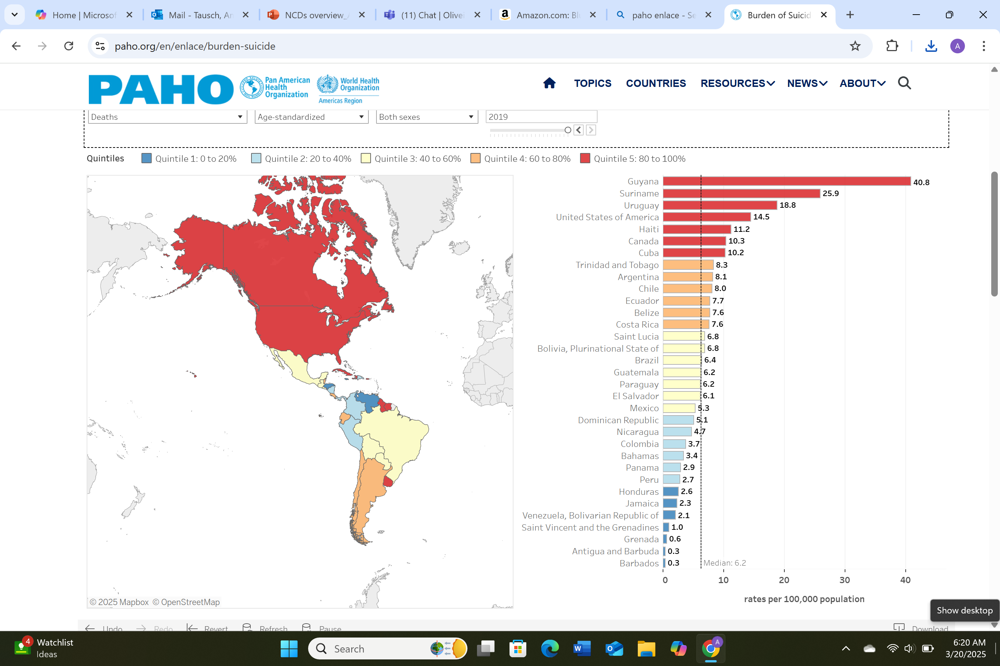 Home | Microsof
Mail - Tausch, An
NCDs overview_
(11) Chat | Olivei
Amazon.com: Bl
paho enlace - Se
Burden of Suicid
paho.org/en/enlace/burden-suicide
A
PAHO
Pan American
Health
Organization
World Health
Organization
Americas Region
TOPICS
COUNTRIES
RESOURCES
NEWS
ABOUT
Deaths
Age-standardized
Both sexes
2019
Quintiles
Quintile 1: 0 to 20%
Quintile 2: 20 to 40%
Quintile 3: 40 to 60%
Quintile 4: 60 to 80%
Quintile 5: 80 to 100%
Guyana 40.8
Suriname 25.9
Uruguay 18.8
United States of America 14.5
Haiti 11.2
Canada 10.3
Cuba 10.2
Trinidad and Tobago 8.3
Argentina 8.1
Chile 8.0
Ecuador 7.7
Belize 7.6
Costa Rica 7.6
Saint Lucia 6.8
Bolivia, Plurinational State of 6.8
Brazil 6.4
Guatemala 6.2
Paraguay 6.2
El Salvador 6.1
Mexico 5.3
Dominican Republic 5.1
Nicaragua 4.7
Colombia 3.7
Bahamas 3.4
Panama 2.9
Peru 2.7
Honduras 2.6
Jamaica 2.3
Venezuela, Bolivarian Republic of 2.1
Saint Vincent and the Grenadines 1.0
Grenada 0.6
Antigua and Barbuda 0.3
Barbados 0.3
Median: 6.2
0 10 20 30 40
rates per 100,000 population
© 2025 Mapbox © OpenStreetMap
Show desktop
Undo
Redo
Revert
Refresh
Pause
Download
4
Watchlist
Ideas
Search
A
6:20 AM
3/20/2025